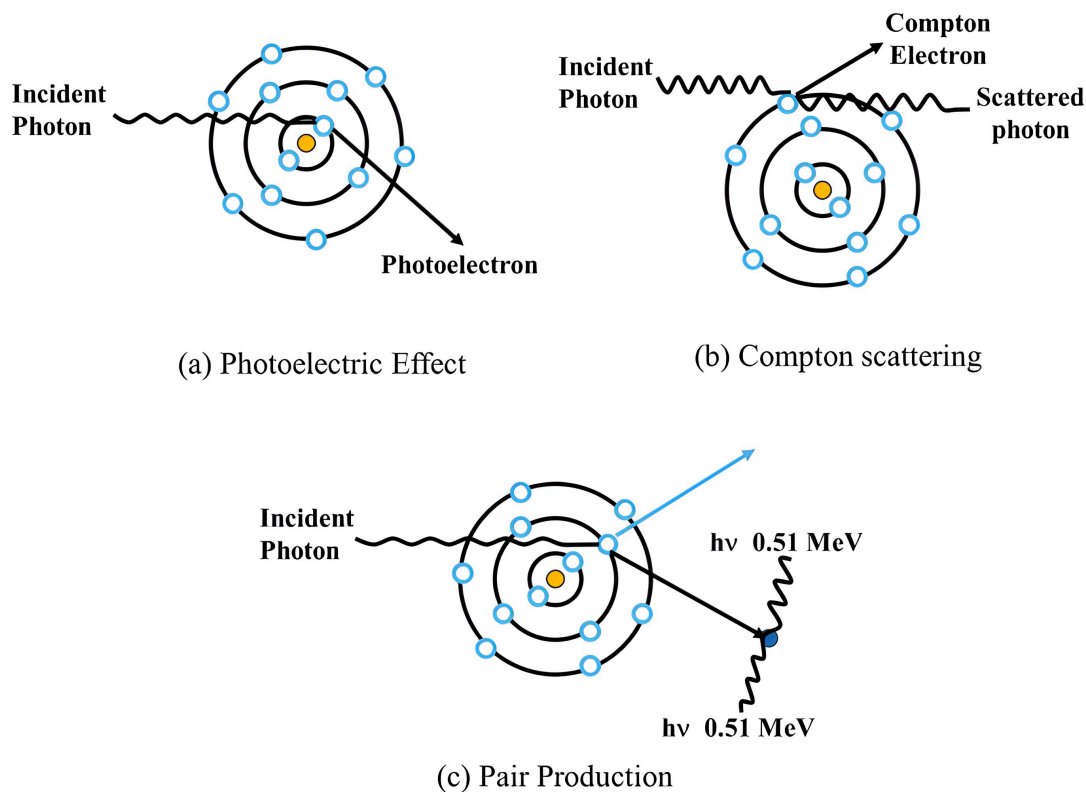 Incident
Photon
Photoelectron
(a) Photoelectric Effect
Compton
Electron
Incident
Photon
Scattered
photon
(b) Compton scattering
Incident
Photon
hν 0.51 MeV
hν 0.51 MeV
(c) Pair Production